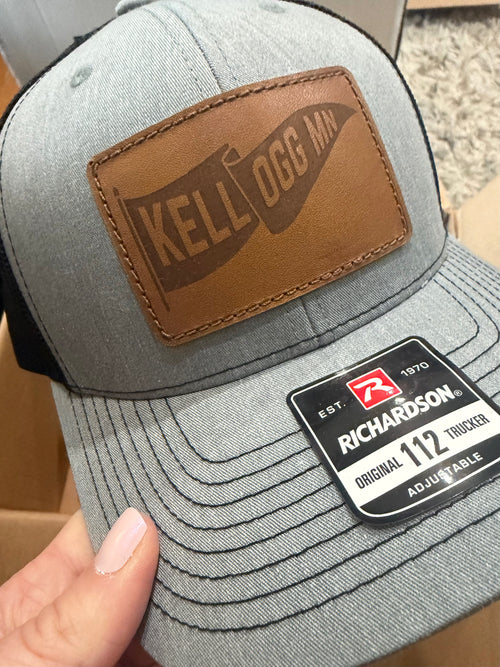 KELLOGG MN
EST. 1970
R
RICHARDSON®
ORIGINAL 112 TRUCKER
ADJUSTABLE